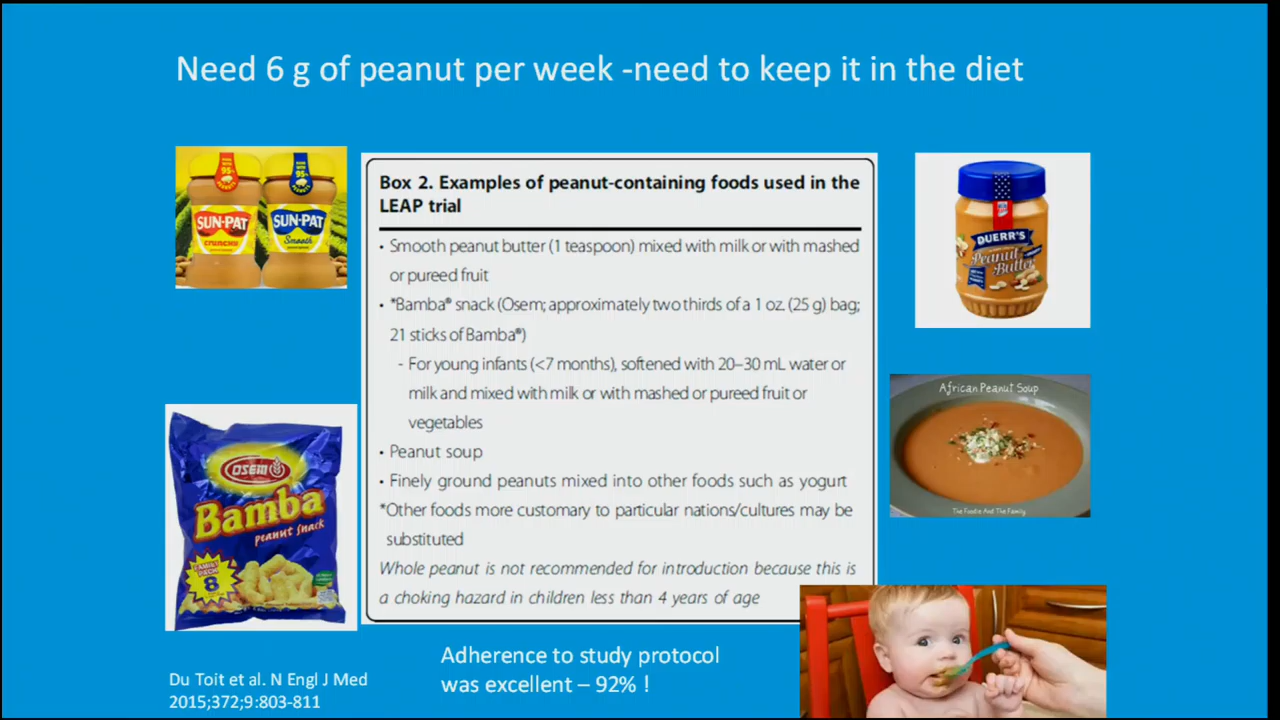 Need 6 g of peanut per week -need to keep it in the diet
SUN-PAT
CRUNCHY
SUN-PAT
Smooth
95%
95%
Box 2. Examples of peanut-containing foods used in the
LEAP trial
• Smooth peanut butter (1 teaspoon) mixed with milk or with mashed
or pureed fruit
• *Bamba® snack (Osem; approximately two thirds of a 1 oz. (25 g) bag;
21 sticks of Bamba®)
- For young infants (<7 months), softened with 20–30 mL water or
milk and mixed with milk or with mashed or pureed fruit or
vegetables
• Peanut soup
• Finely ground peanuts mixed into other foods such as yogurt
*Other foods more customary to particular nations/cultures may be
substituted
Whole peanut is not recommended for introduction because this is
a choking hazard in children less than 4 years of age
DUERR'S
Peanut
Butter
African Peanut Soup
The Foodie And The Family
OSEM
Bamba
peanut snack
FAMILY
PACK
8
Adherence to study protocol
was excellent – 92% !
Du Toit et al. N Engl J Med
2015;372;9:803-811